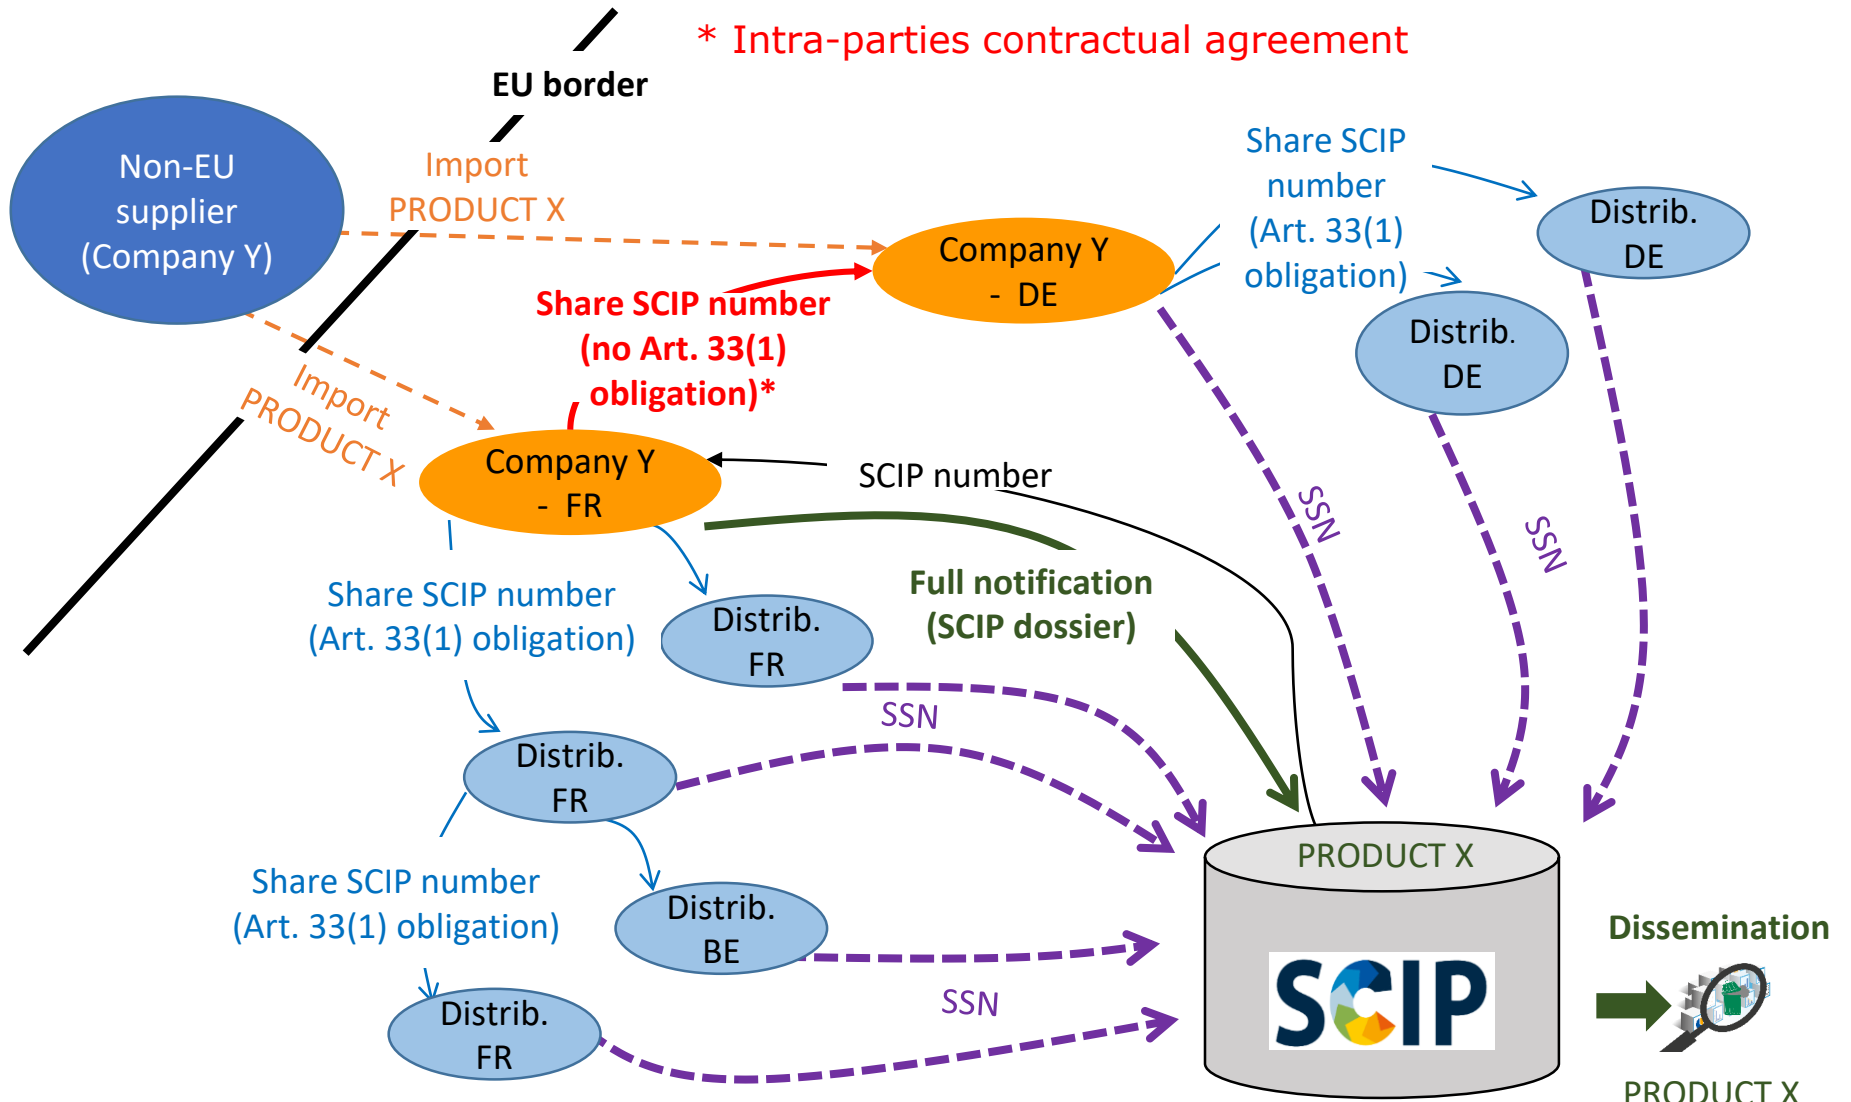 * Intra-parties contractual agreement
EU border
Non-EU
supplier
(Company Y)
Import
PRODUCT X
Import
PRODUCT X
Share SCIP number
(no Art. 33(1)
obligation)*
Company Y
- DE
Share SCIP
number
(Art. 33(1)
obligation)
Distrib.
DE
Distrib.
DE
Company Y
- FR
SCIP number
SSN
SSN
Share SCIP number
(Art. 33(1) obligation)
Distrib.
FR
Full notification
(SCIP dossier)
SSN
Distrib.
FR
Share SCIP number
(Art. 33(1) obligation)
Distrib.
BE
SSN
Distrib.
FR
PRODUCT X
SCIP
Dissemination
PRODUCT X